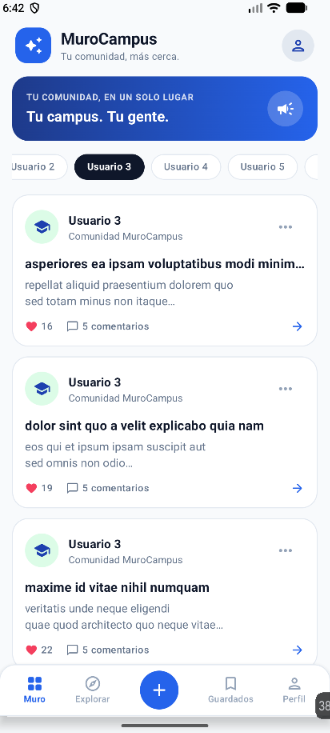 6:42
MuroCampus
Tu comunidad, más cerca.
TU COMUNIDAD, EN UN SOLO LUGAR
Tu campus. Tu gente.
Usuario 2 Usuario 3 Usuario 4 Usuario 5
Usuario 3
Comunidad MuroCampus
asperiores ea ipsam voluptatibus modi minim...
repellat aliquid praesentium dolorem quo
sed totam minus non itaque...
16 5 comentarios
Usuario 3
Comunidad MuroCampus
dolor sint quo a velit explicabo quia nam
eos qui et ipsum ipsam suscipit aut
sed omnis non odio...
19 5 comentarios
Usuario 3
Comunidad MuroCampus
maxime id vitae nihil numquam
veritatis unde neque eligendi
quae quod architecto quo neque vitae...
22 5 comentarios
Muro Explorar Guardados Perfil
38